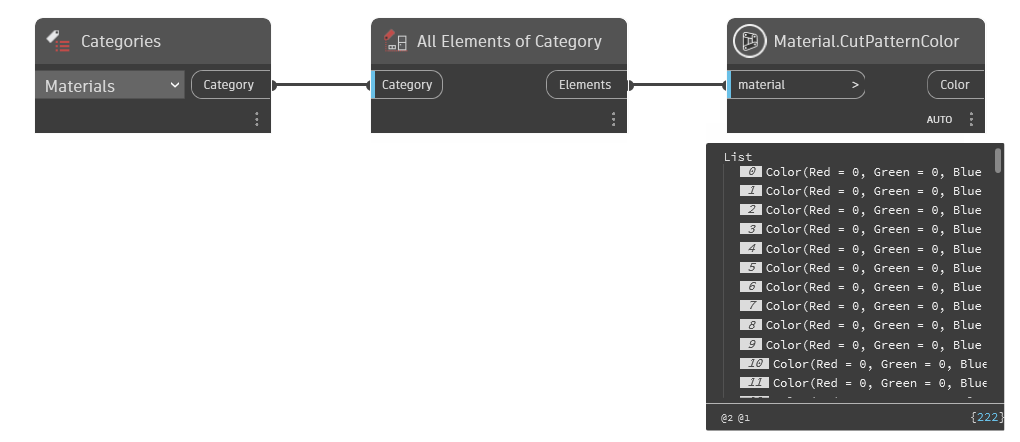 Categories
Materials
Category
All Elements of Category
Category
Elements
Material.CutPatternColor
material >
Color
AUTO
List
0 Color(Red = 0, Green = 0, Blue
1 Color(Red = 0, Green = 0, Blue
2 Color(Red = 0, Green = 0, Blue
3 Color(Red = 0, Green = 0, Blue
4 Color(Red = 0, Green = 0, Blue
5 Color(Red = 0, Green = 0, Blue
6 Color(Red = 0, Green = 0, Blue
7 Color(Red = 0, Green = 0, Blue
8 Color(Red = 0, Green = 0, Blue
9 Color(Red = 0, Green = 0, Blue
10 Color(Red = 0, Green = 0, Blue
11 Color(Red = 0, Green = 0, Blue
@2 @1 {222}